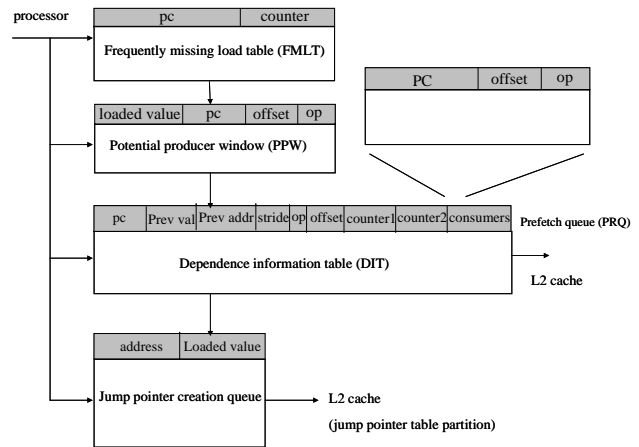 processor
pc counter
Frequently missing load table (FMLT)
PC offset op
loaded value pc offset op
Potential producer window (PPW)
pc Prev val Prev addr stride op offset counter1 counter2 consumers
Prefetch queue (PRQ)
Dependence information table (DIT)
L2 cache
address Loaded value
Jump pointer creation queue
L2 cache
(jump pointer table partition)